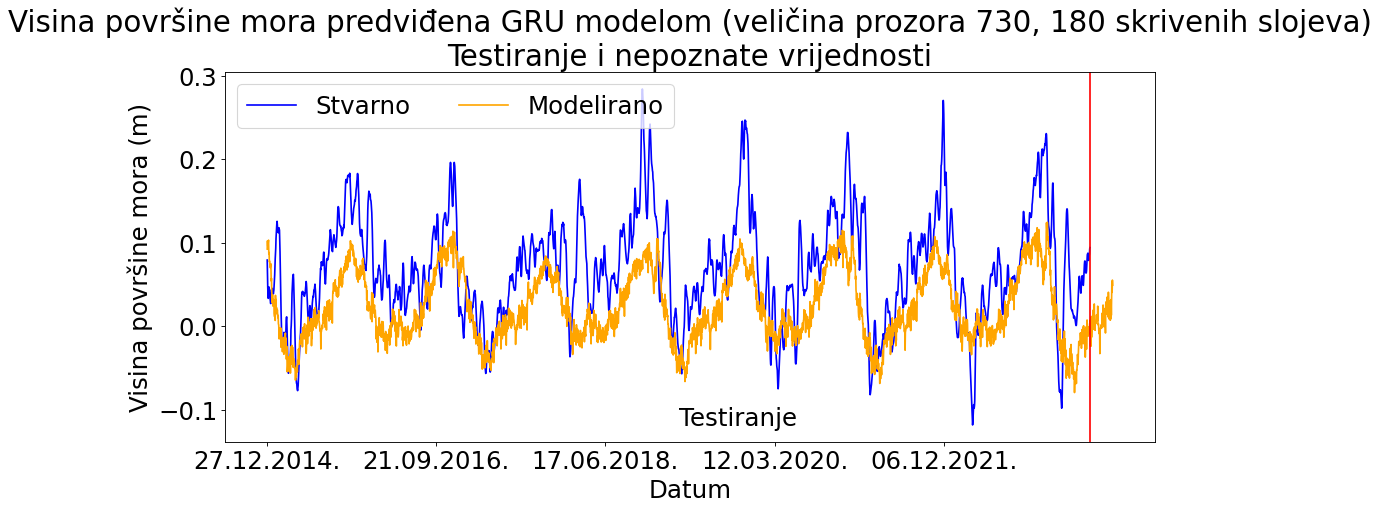 Visina površine mora predviđena GRU modelom (veličina prozora 730, 180 skrivenih slojeva)
Testiranje i nepoznate vrijednosti
Stvarno
Modelirano
Visina površine mora (m)
0.3
0.2
0.1
0.0
−0.1
Testiranje
27.12.2014.
21.09.2016.
17.06.2018.
12.03.2020.
06.12.2021.
Datum